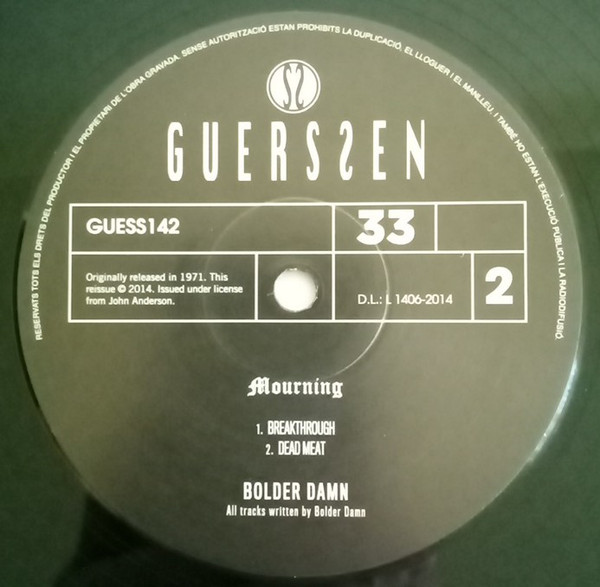 RESERVATS TOTS ELS DRETS DEL PRODUCTOR I EL PROPIETARI DE L'OBRA GRAVADA. SENSE AUTORITZACIÓ ESTAN PROHIBITS LA DUPLICACIÓ, EL LLOGUER I EL MANLLEU, I TAMBÉ HO ESTAN L'EXECUCIÓ PÚBLICA I LA RADIODIFUSIÓ.
GUERSSEN
GUESS142
33
Originally released in 1971. This
reissue © 2014. Issued under license
from John Anderson.
D.L.: L 1406-2014
2
Mourning
1. BREAKTHROUGH
2. DEAD MEAT
BOLDER DAMN
All tracks written by Bolder Damn